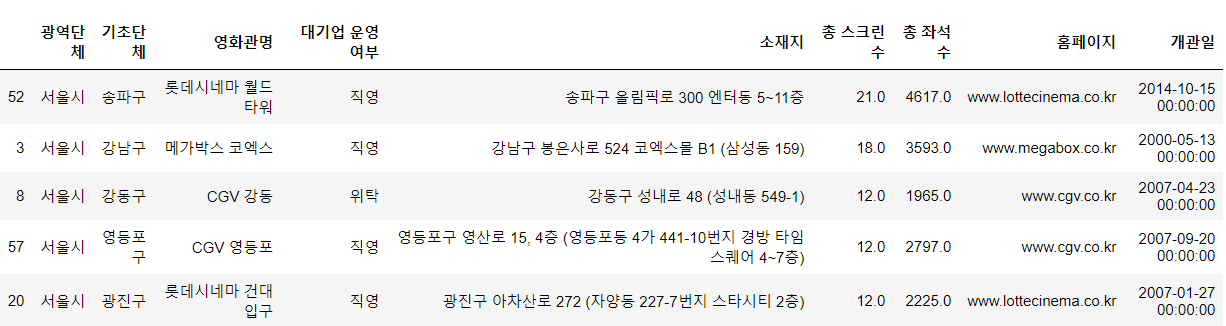 광역단체 기초단체 영화관명 대기업 운영여부 소재지 총 스크린수 총 좌석수 홈페이지 개관일
52 서울시 송파구 롯데시네마 월드타워 직영 송파구 올림픽로 300 엔터동 5~11층 21.0 4617.0 www.lottecinema.co.kr 2014-10-15 00:00:00
3 서울시 강남구 메가박스 코엑스 직영 강남구 봉은사로 524 코엑스몰 B1 (삼성동 159) 18.0 3593.0 www.megabox.co.kr 2000-05-13 00:00:00
8 서울시 강동구 CGV 강동 위탁 강동구 성내로 48 (성내동 549-1) 12.0 1965.0 www.cgv.co.kr 2007-04-23 00:00:00
57 서울시 영등포구 CGV 영등포 직영 영등포구 영산로 15, 4층 (영등포동 4가 441-10번지 경방 타임스퀘어 4~7층) 12.0 2797.0 www.cgv.co.kr 2007-09-20 00:00:00
20 서울시 광진구 롯데시네마 건대입구 직영 광진구 아차산로 272 (자양동 227-7번지 스타시티 2층) 12.0 2225.0 www.lottecinema.co.kr 2007-01-27 00:00:00